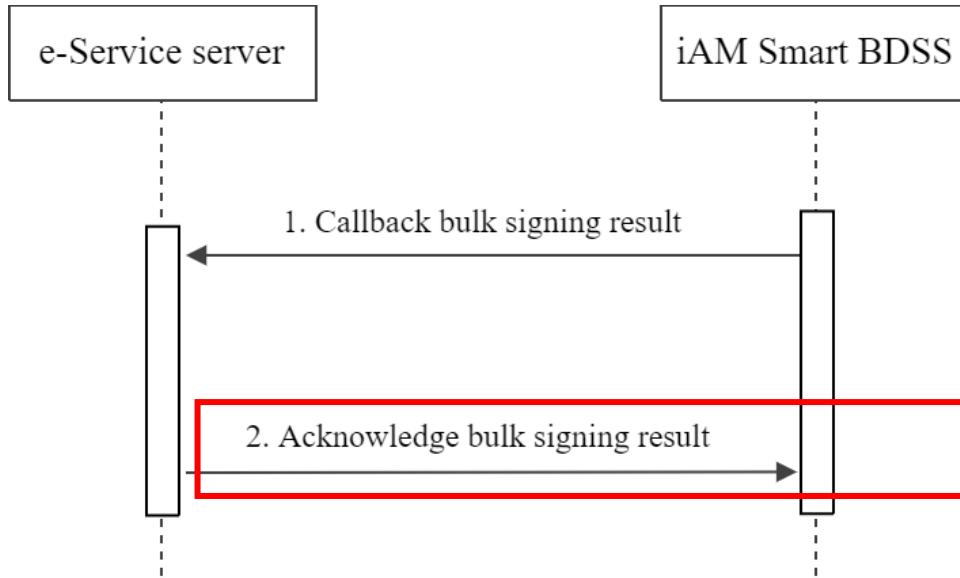 e-Service server
iAM Smart BDSS
1. Callback bulk signing result
2. Acknowledge bulk signing result